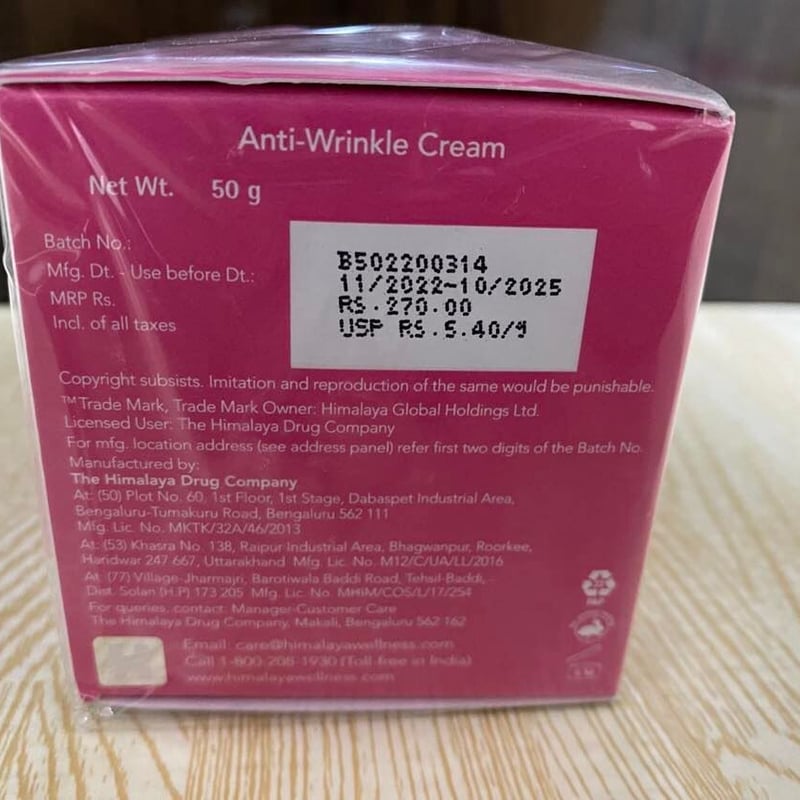 Anti-Wrinkle Cream
Net Wt. 50 g
Batch No.: B502200314
Mfg. Dt. - Use before Dt.: 11/2022-10/2025
MRP Rs. RS.270.00
Incl. of all taxes USP RS.5.40/g
Copyright subsists. Imitation and reproduction of the same would be punishable.
™Trade Mark, Trade Mark Owner: Himalaya Global Holdings Ltd.
Licensed User: The Himalaya Drug Company
For mfg. location address (see address panel) refer first two digits of the Batch No.
Manufactured by:
The Himalaya Drug Company
At: (50) Plot No. 60, 1st Floor, 1st Stage, Dabaspet Industrial Area,
Bengaluru-Tumakuru Road, Bengaluru 562 111
Mfg. Lic. No. MKTK/32A/46/2013
At: (53) Khasra No. 138, Raipur Industrial Area, Bhagwanpur, Roorkee,
Haridwar 247 667, Uttarakhand Mfg. Lic. No. M12/C/UA/LL/2016
At: (77) Village-Jharmajri, Barotiwala Baddi Road, Tehsil-Baddi,
Dist. Solan (H.P) 173 205 Mfg. Lic. No. MHIM/COS/L/17/254
For queries, contact: Manager-Customer Care
The Himalaya Drug Company, Makali, Bengaluru 562 162
Email: care@himalayawellness.com
Call 1-800-208-1930 (Toll-free in India)
www.himalayawellness.com
PAP